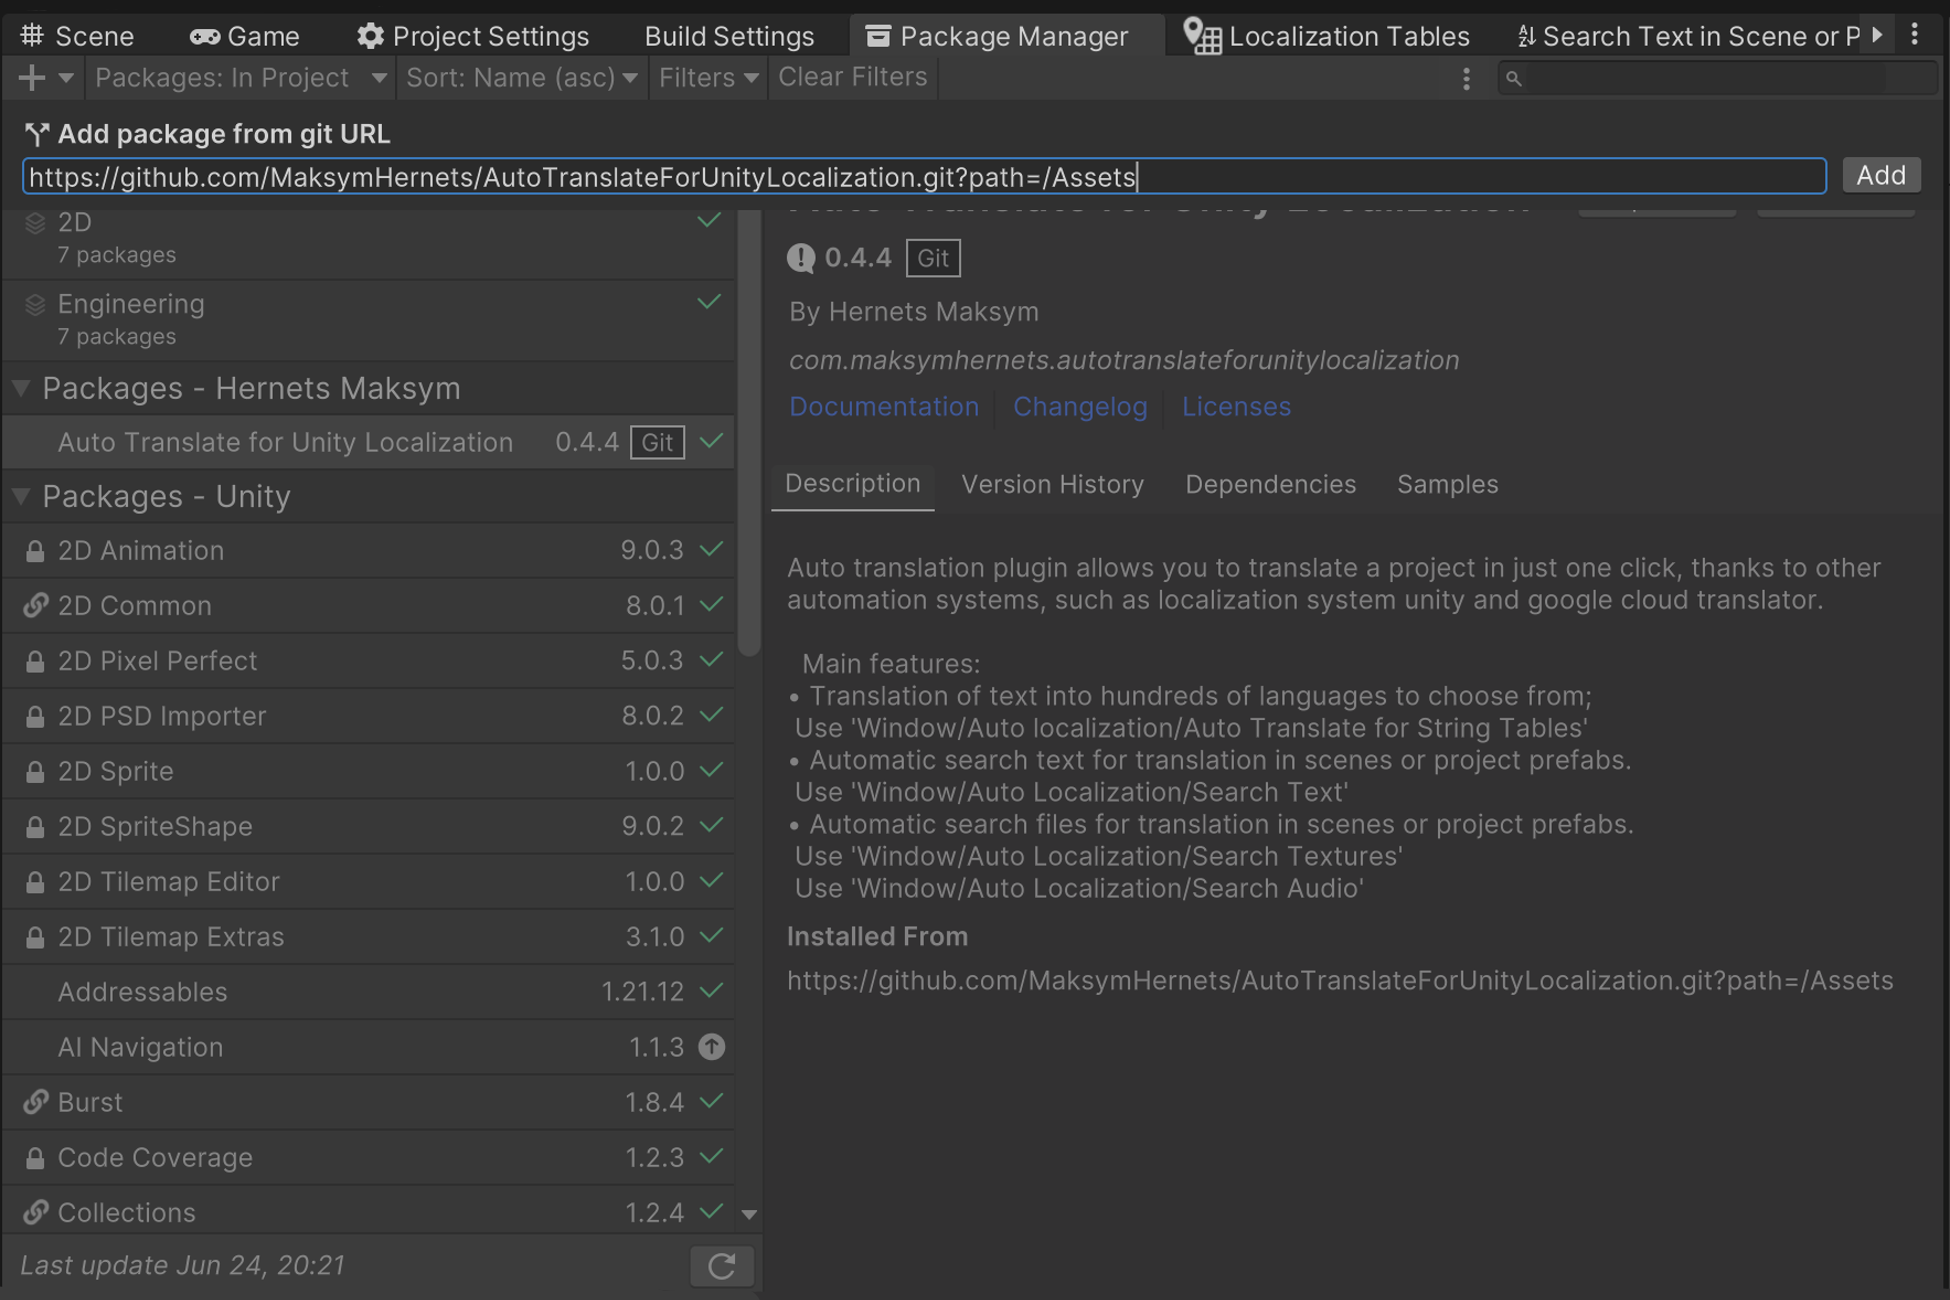 Scene Game Project Settings Build Settings Package Manager Localization Tables Search Text in Scene or P
Packages: In Project Sort: Name (asc) Filters Clear Filters
Add package from git URL
https://github.com/MaksymHernets/AutoTranslateForUnityLocalization.git?path=/Assets Add
2D
7 packages
Engineering
7 packages
Packages - Hernets Maksym
Auto Translate for Unity Localization 0.4.4 Git
Packages - Unity
2D Animation 9.0.3
2D Common 8.0.1
2D Pixel Perfect 5.0.3
2D PSD Importer 8.0.2
2D Sprite 1.0.0
2D SpriteShape 9.0.2
2D Tilemap Editor 1.0.0
2D Tilemap Extras 3.1.0
Addressables 1.21.12
AI Navigation 1.1.3
Burst 1.8.4
Code Coverage 1.2.3
Collections 1.2.4
Last update Jun 24, 20:21
Auto Translate for Unity Localization
0.4.4 Git
By Hernets Maksym
com.maksymhernets.autotranslateforunitylocalization
Documentation Changelog Licenses
Description Version History Dependencies Samples
Auto translation plugin allows you to translate a project in just one click, thanks to other
automation systems, such as localization system unity and google cloud translator.
Main features:
• Translation of text into hundreds of languages to choose from;
Use 'Window/Auto localization/Auto Translate for String Tables'
• Automatic search text for translation in scenes or project prefabs.
Use 'Window/Auto Localization/Search Text'
• Automatic search files for translation in scenes or project prefabs.
Use 'Window/Auto Localization/Search Textures'
Use 'Window/Auto Localization/Search Audio'
Installed From
https://github.com/MaksymHernets/AutoTranslateForUnityLocalization.git?path=/Assets